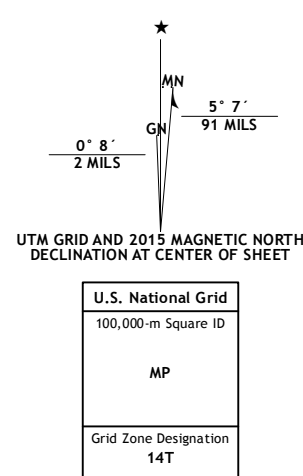 ★
MN
5° 7´
91 MILS
GN
0° 8´
2 MILS
UTM GRID AND 2015 MAGNETIC NORTH
DECLINATION AT CENTER OF SHEET
U.S. National Grid
100,000-m Square ID
MP
Grid Zone Designation
14T